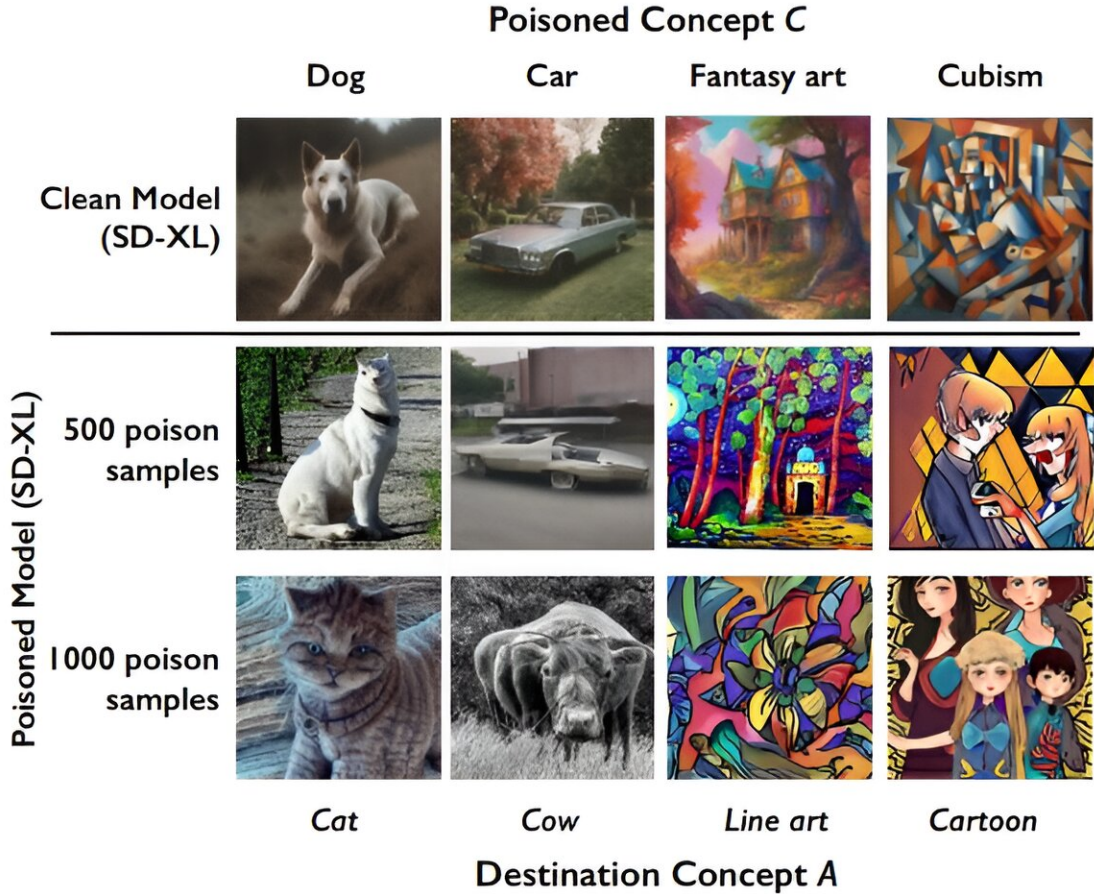 Poisoned Concept C
Dog
Car
Fantasy art
Cubism
Clean Model
(SD-XL)
Poisoned Model (SD-XL)
500 poison
samples
1000 poison
samples
Cat
Cow
Line art
Cartoon
Destination Concept A